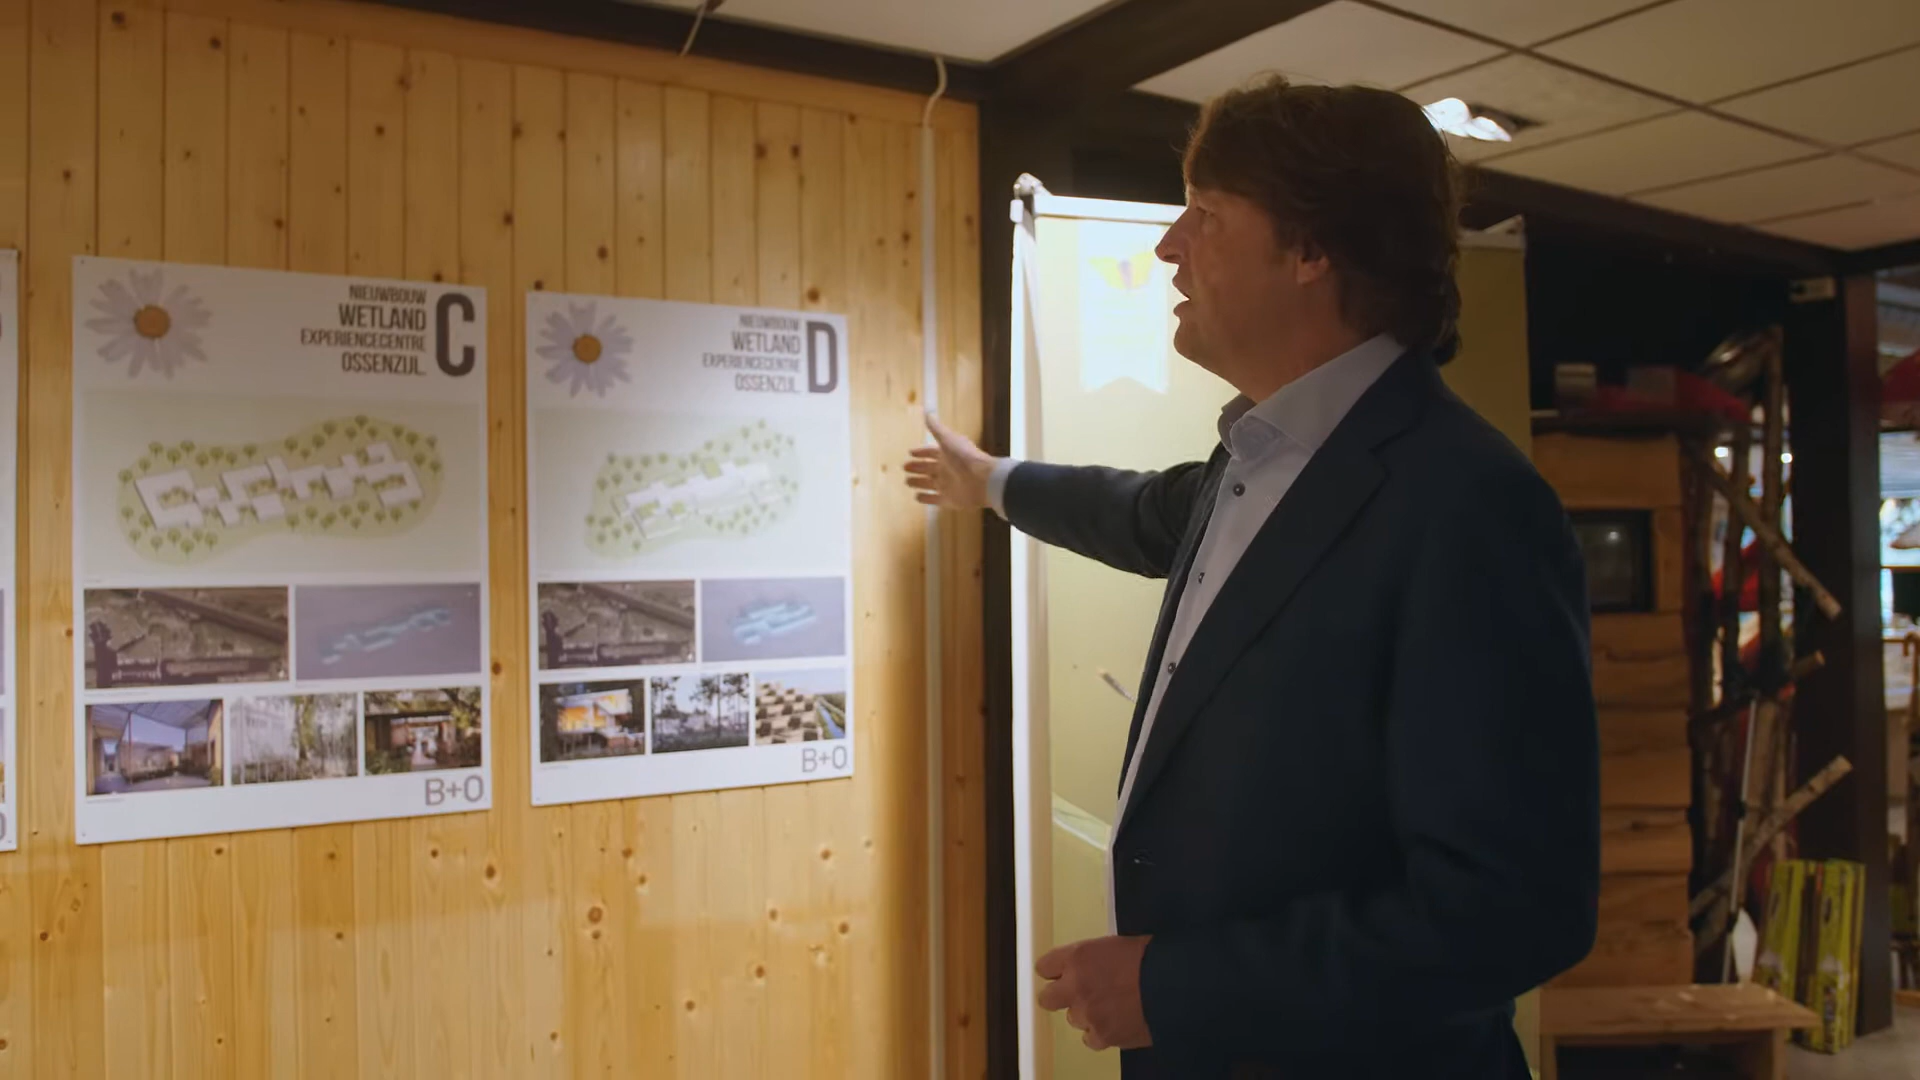 NIEUWBOUW
WETLAND
EXPERIENCECENTRE
OSSENZIJL.
C
B+O
NIEUWBOUW
WETLAND
EXPERIENCECENTRE
OSSENZIJL.
D
B+O